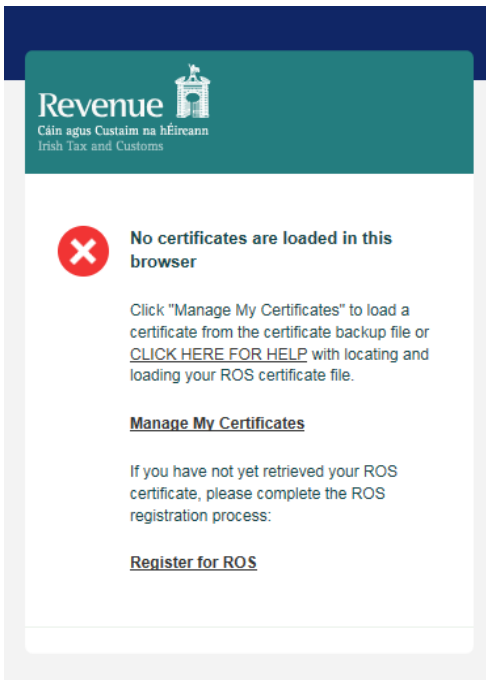 Revenue
Cáin agus Custaim na hÉireann
Irish Tax and Customs
No certificates are loaded in this
browser
Click "Manage My Certificates" to load a
certificate from the certificate backup file or
CLICK HERE FOR HELP with locating and
loading your ROS certificate file.
Manage My Certificates
If you have not yet retrieved your ROS
certificate, please complete the ROS
registration process:
Register for ROS